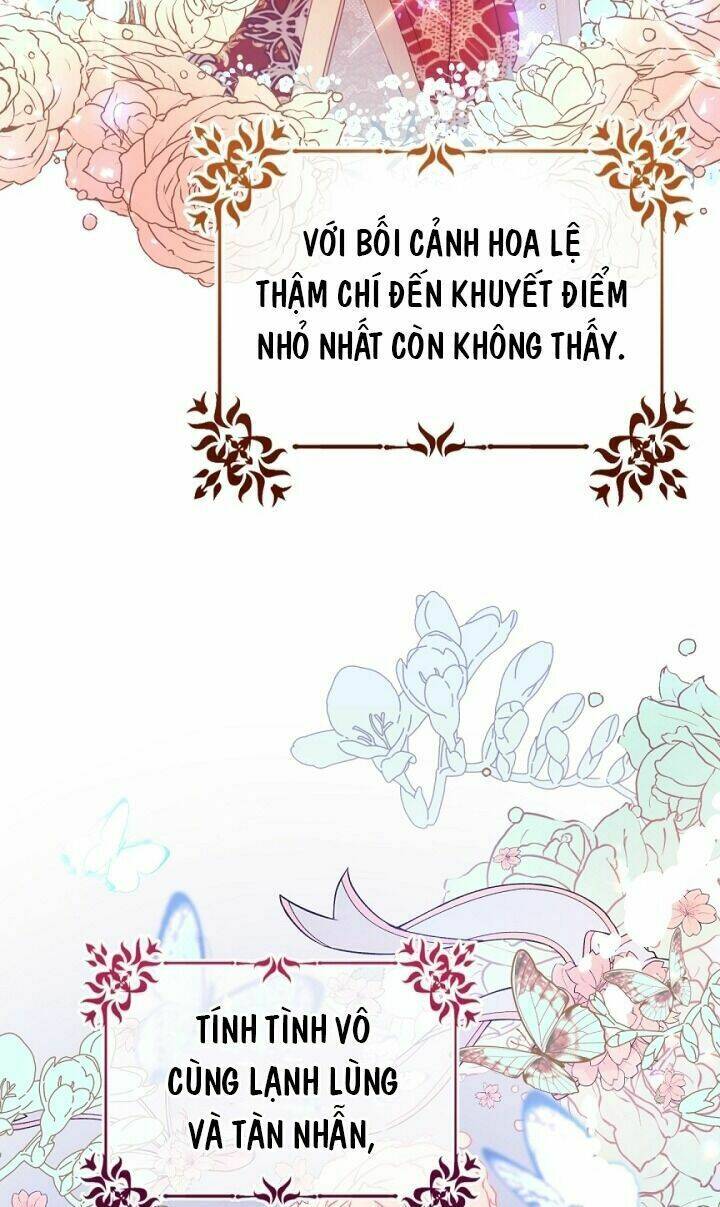 VỚI BỐI CẢNH HOA LỆ
THẬM CHÍ ĐẾN KHUYẾT ĐIỂM
NHỎ NHẤT CÒN KHÔNG THẤY.
TÍNH TÌNH VÔ
CÙNG LẠNH LÙNG
VÀ TÀN NHẪN,